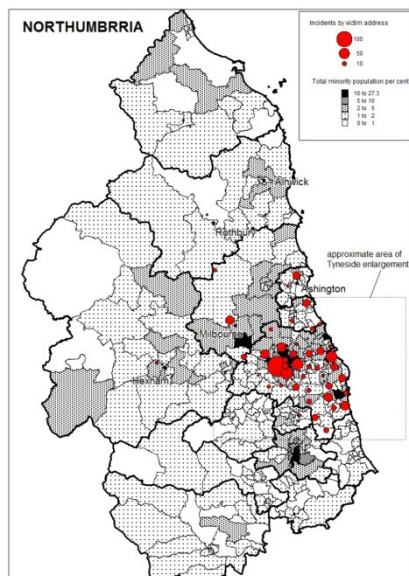 NORTHUMBRRIA
Incidents by victim address
100
50
10
Total minority population per cent
10 to 27.3
5 to 10
2 to 5
1 to 2
0 to 1
Alnwick
Rothbury
approximate area of
Tyneside enlargement
Ashington
Milbourne
Hexham